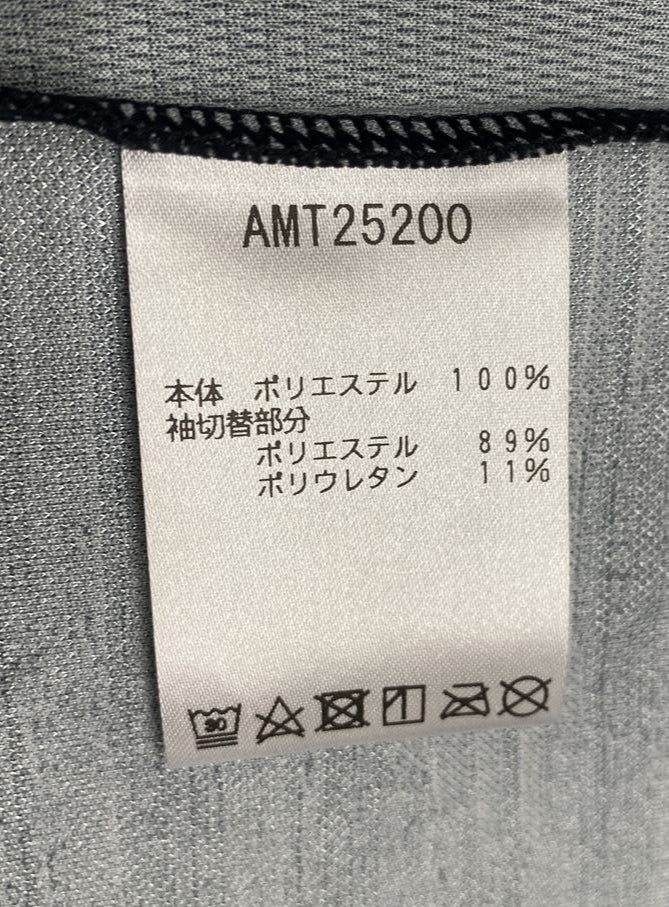 AMT25200
本体 ポリエステル 100%
袖切替部分
ポリエステル 89%
ポリウレタン 11%
30